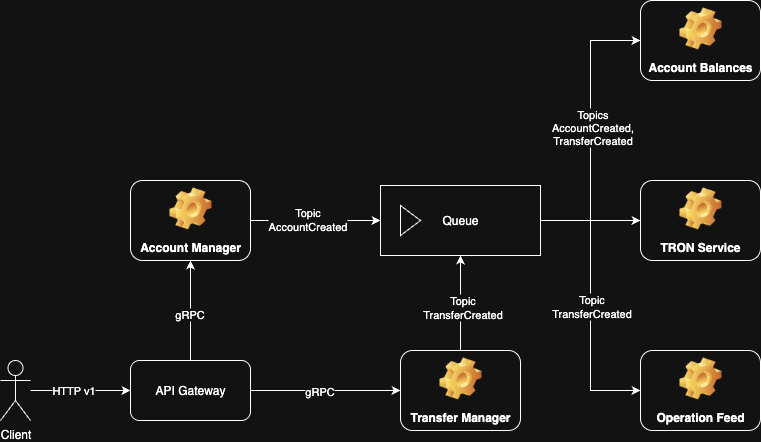 Account Balances
Topics
AccountCreated,
TransferCreated
Account Manager
Topic
AccountCreated
Queue
TRON Service
gRPC
Topic
TransferCreated
Topic
TransferCreated
Client
HTTP v1
API Gateway
gRPC
Transfer Manager
Operation Feed